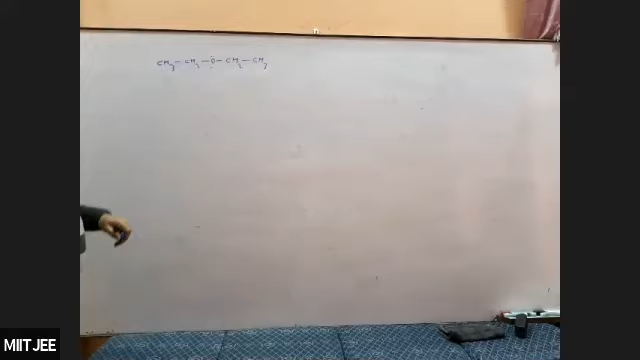 CH₃ — CH₂ — Ö — CH₂ — CH₃
MIIT JEE